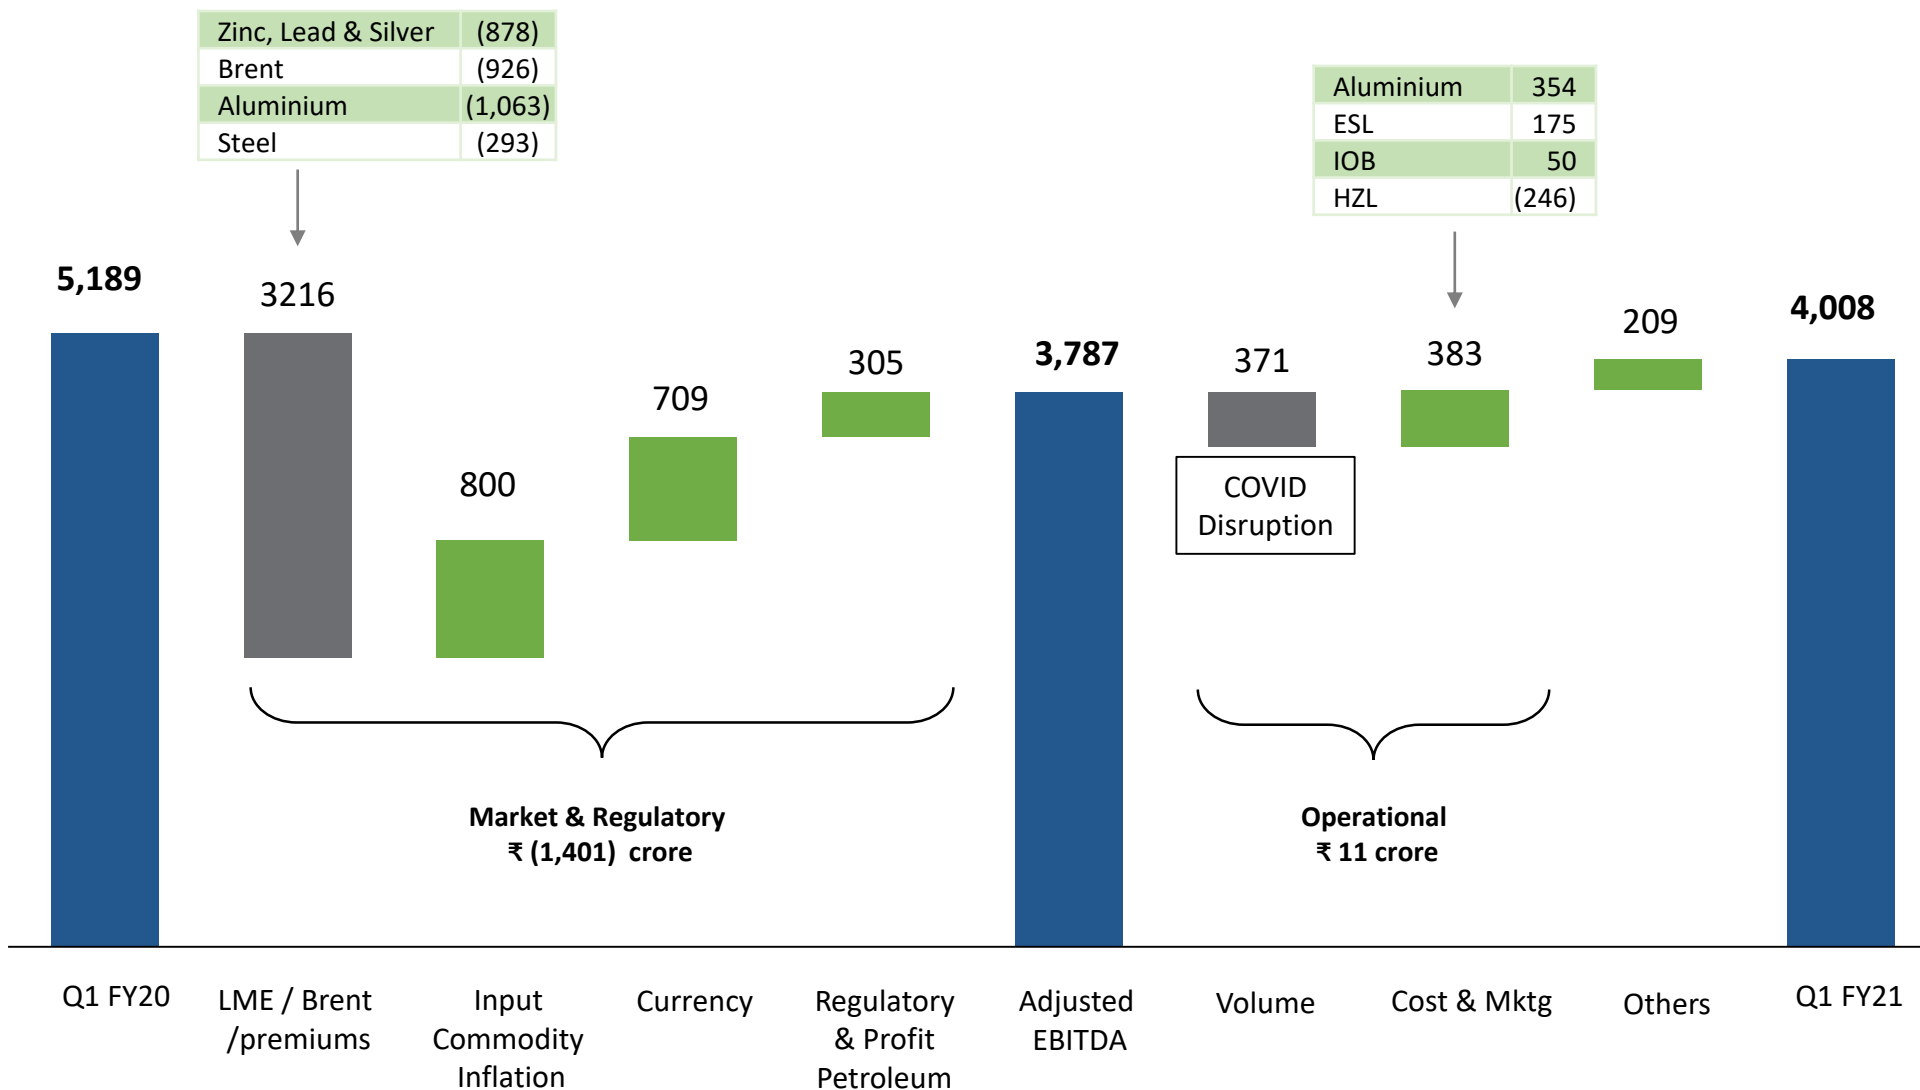 Zinc, Lead & Silver (878)
Brent (926)
Aluminium (1,063)
Steel (293)
Aluminium 354
ESL 175
IOB 50
HZL (246)
5,189
3216
800
709
305
3,787
371
383
209
4,008
COVID
Disruption
Market & Regulatory
₹ (1,401) crore
Operational
₹ 11 crore
Q1 FY20
LME / Brent
/premiums
Input
Commodity
Inflation
Currency
Regulatory
& Profit
Petroleum
Adjusted
EBITDA
Volume
Cost & Mktg
Others
Q1 FY21